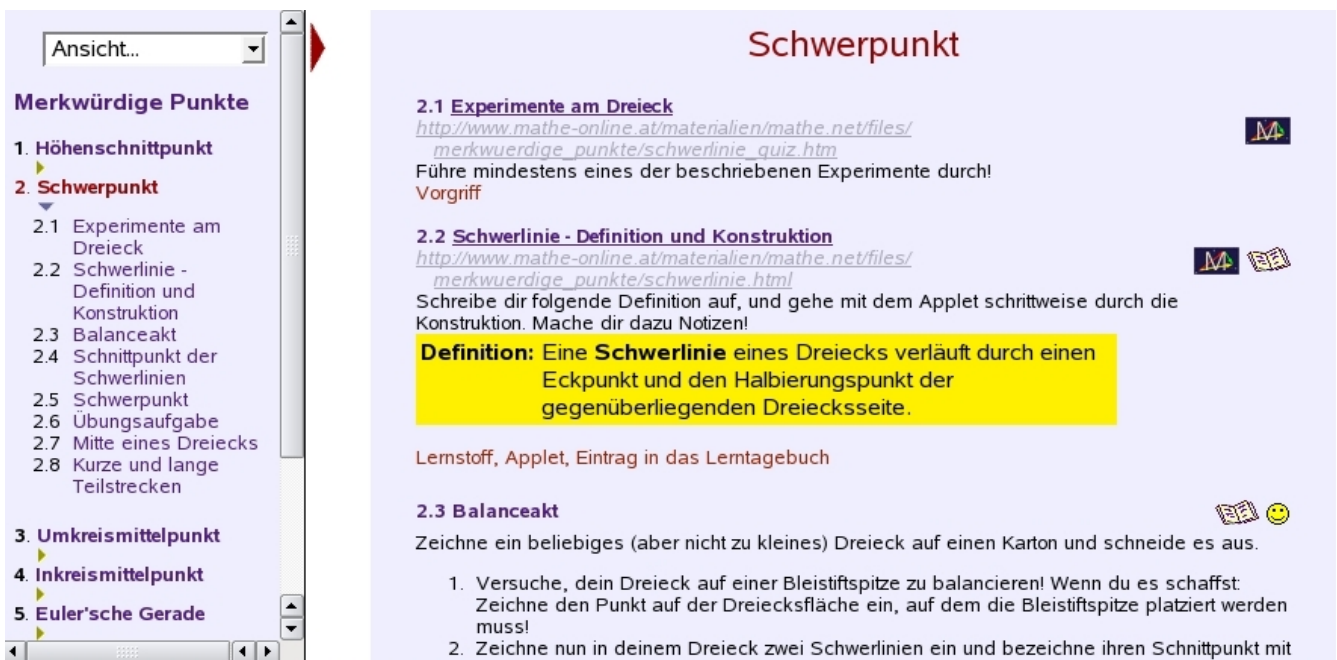 Ansicht...
Merkwürdige Punkte
1. Höhenschnittpunkt
2. Schwerpunkt
2.1 Experimente am
Dreieck
2.2 Schwerlinie -
Definition und
Konstruktion
2.3 Balanceakt
2.4 Schnittpunkt der
Schwerlinien
2.5 Schwerpunkt
2.6 Übungsaufgabe
2.7 Mitte eines Dreiecks
2.8 Kurze und lange
Teilstrecken
3. Umkreismittelpunkt
4. Inkreismittelpunkt
5. Euler'sche Gerade
Schwerpunkt
2.1 Experimente am Dreieck
http://www.mathe-online.at/materialien/mathe.net/files/
merkwuerdige_punkte/schwerlinie_quiz.htm
Führe mindestens eines der beschriebenen Experimente durch!
Vorgriff
2.2 Schwerlinie - Definition und Konstruktion
http://www.mathe-online.at/materialien/mathe.net/files/
merkwuerdige_punkte/schwerlinie.html
Schreibe dir folgende Definition auf, und gehe mit dem Applet schrittweise durch die
Konstruktion. Mache dir dazu Notizen!
Definition: Eine Schwerlinie eines Dreiecks verläuft durch einen
Eckpunkt und den Halbierungspunkt der
gegenüberliegenden Dreiecksseite.
Lernstoff, Applet, Eintrag in das Lerntagebuch
2.3 Balanceakt
Zeichne ein beliebiges (aber nicht zu kleines) Dreieck auf einen Karton und schneide es aus.
1. Versuche, dein Dreieck auf einer Bleistiftspitze zu balancieren! Wenn du es schaffst:
Zeichne den Punkt auf der Dreiecksfläche ein, auf dem die Bleistiftspitze platziert werden
muss!
2. Zeichne nun in deinem Dreieck zwei Schwerlinien ein und bezeichne ihren Schnittpunkt mit